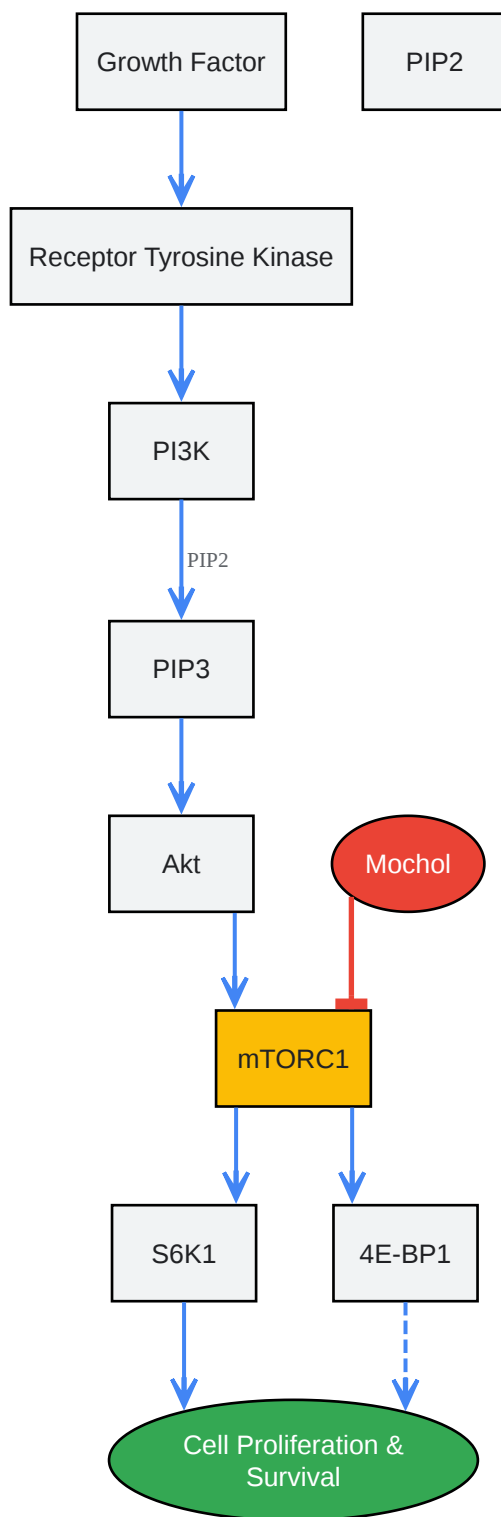 Growth Factor
PIP2
Receptor Tyrosine Kinase
PI3K
PIP2
PIP3
Akt
Mochol
mTORC1
S6K1
4E-BP1
Cell Proliferation &
Survival